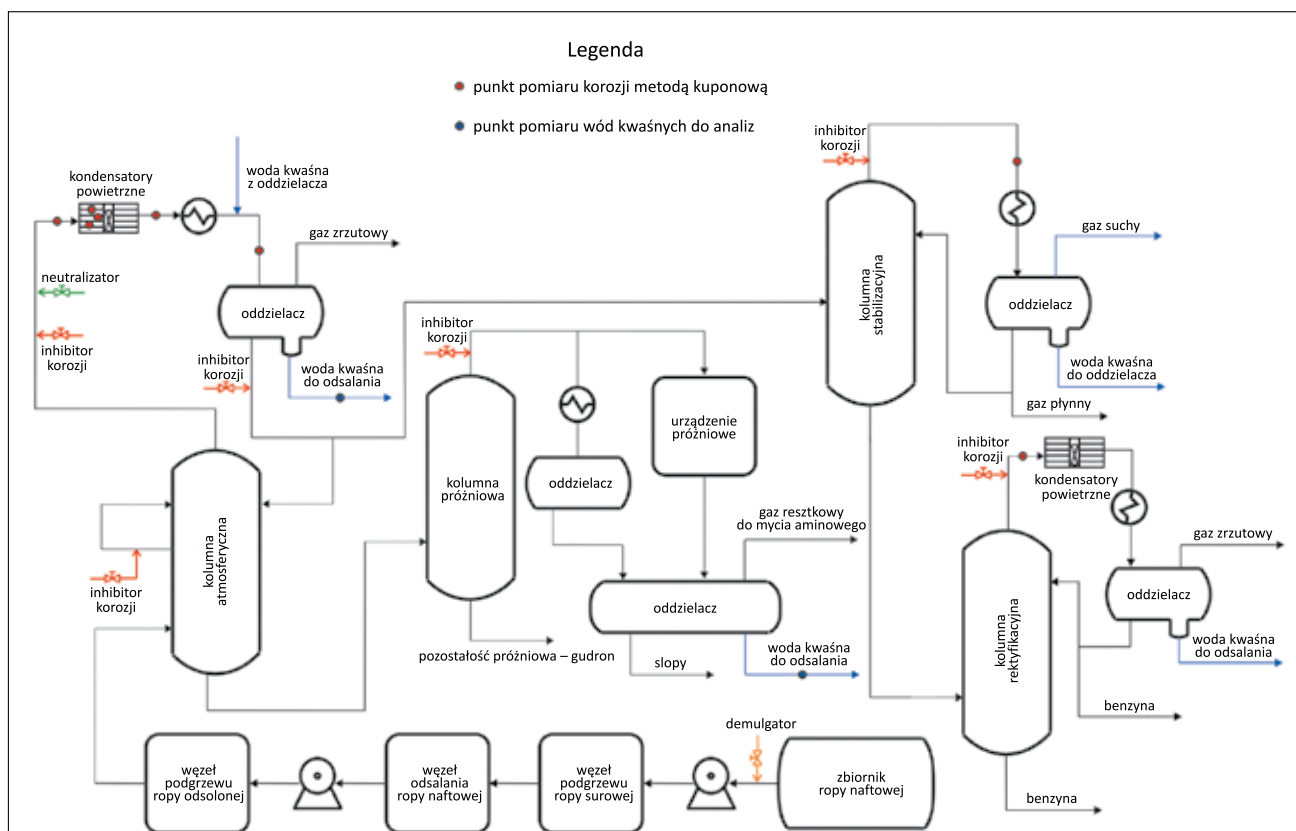 Legenda
punkt pomiaru korozji metodą kuponową
punkt pomiaru wód kwaśnych do analiz
kondensatory
powietrzne
woda kwaśna
z oddzielacza
gaz zrzutowy
neutralizator
inhibitor
korozji
oddzielacz
inhibitor
korozji
woda kwaśna
do odsalania
kolumna
atmosferyczna
inhibitor
korozji
inhibitor
korozji
kolumna
próżniowa
oddzielacz
urządzenie
próżniowe
gaz resztkowy
do mycia aminowego
oddzielacz
pozostałość próżniowa – gudron
slopy
woda kwaśna
do odsalania
inhibitor
korozji
kolumna
stabilizacyjna
gaz suchy
oddzielacz
woda kwaśna
do oddzielacza
gaz płynny
inhibitor
korozji
kondensatory
powietrzne
kolumna
rektyfikacyjna
gaz zrzutowy
oddzielacz
woda kwaśna
do odsalania
benzyna
benzyna
węzeł
podgrzewu
ropy odsolonej
węzeł
odsalania
ropy naftowej
węzeł
podgrzewu
ropy surowej
demulgator
zbiornik
ropy naftowej